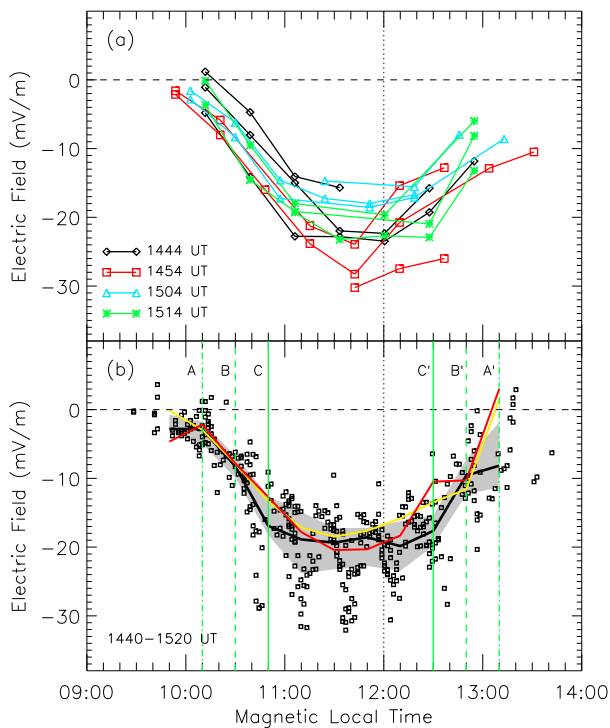 (a)
0
-10
-20
-30
Electric Field (mV/m)
1444 UT
1454 UT
1504 UT
1514 UT
(b)
A
B
C
C'
B'
A'
0
-10
-20
-30
Electric Field (mV/m)
1440-1520 UT
09:00
10:00
11:00
12:00
13:00
14:00
Magnetic Local Time